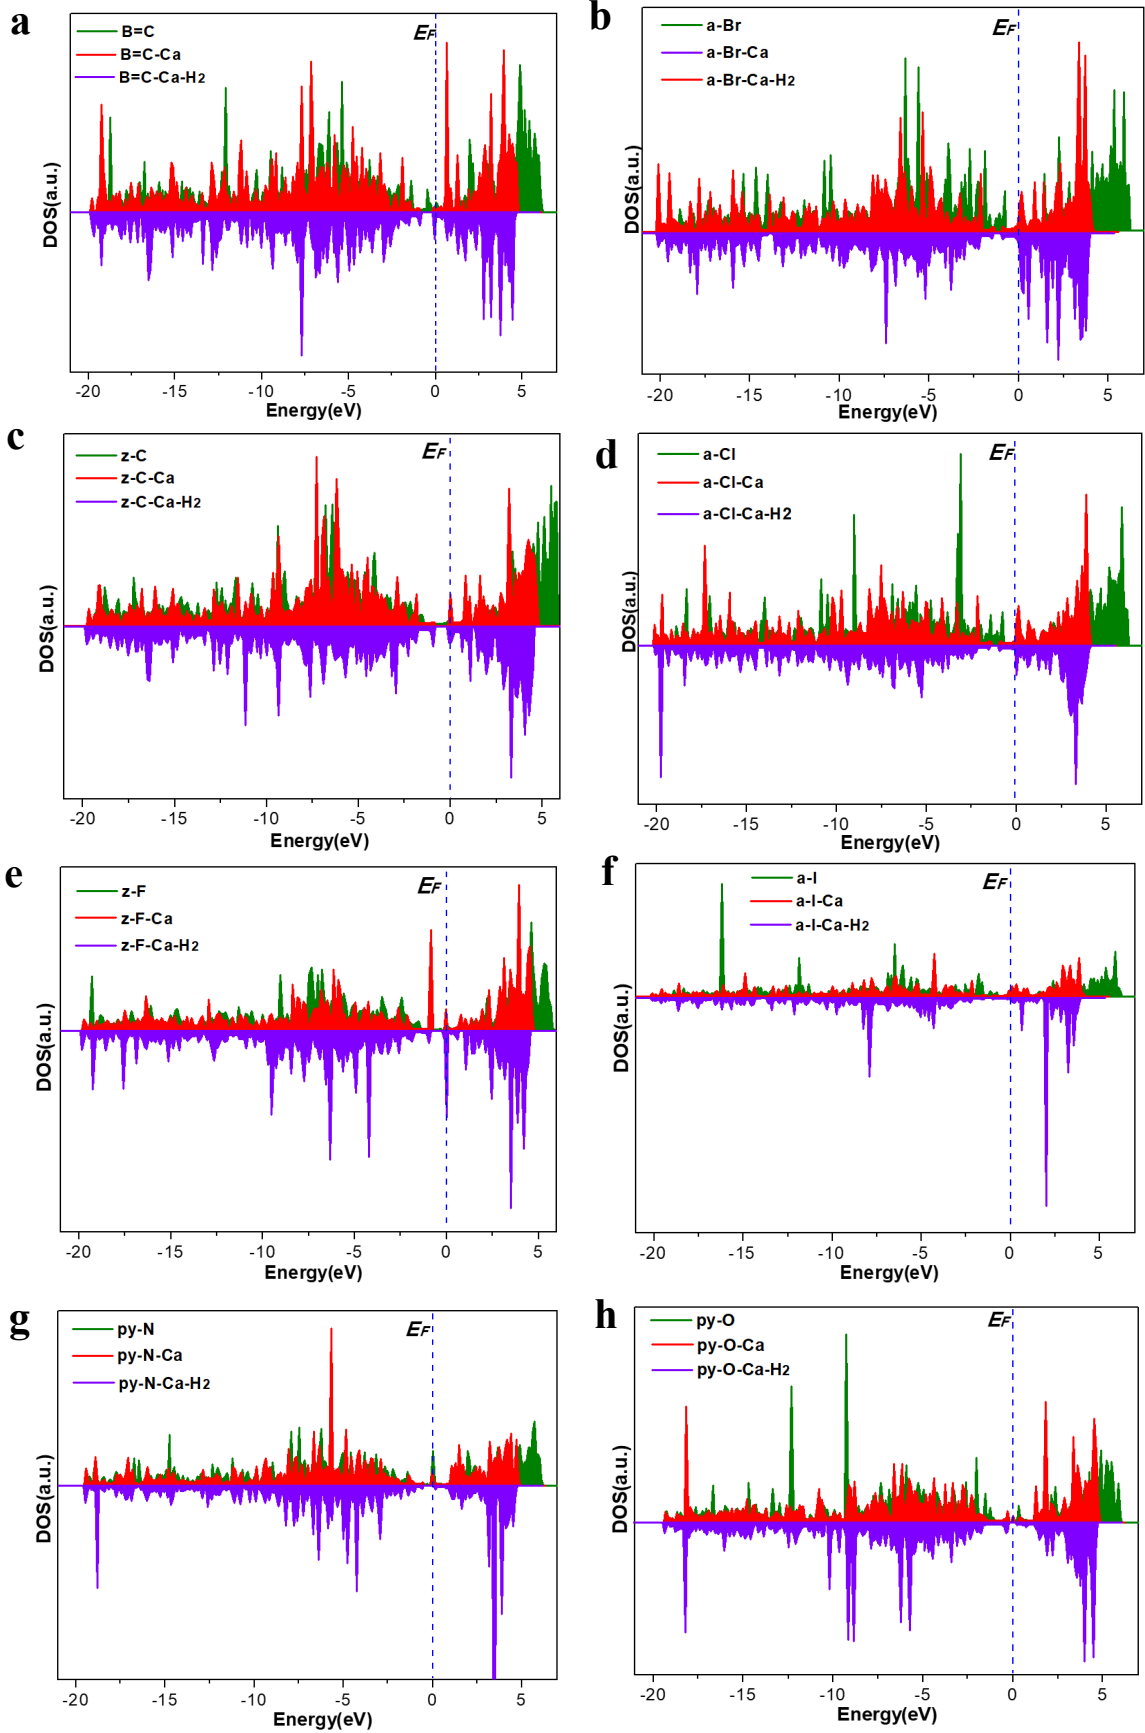 a
B=C
B=C-Ca
B=C-Ca-H2
EF
DOS(a.u.)
-20 -15 -10 -5 0 5
Energy(eV)
b
a-Br
a-Br-Ca
a-Br-Ca-H2
EF
DOS(a.u.)
-20 -15 -10 -5 0 5
Energy(eV)
c
z-C
z-C-Ca
z-C-Ca-H2
EF
DOS(a.u.)
-20 -15 -10 -5 0 5
Energy(eV)
d
a-Cl
a-Cl-Ca
a-Cl-Ca-H2
EF
DOS(a.u.)
-20 -15 -10 -5 0 5
Energy(eV)
e
z-F
z-F-Ca
z-F-Ca-H2
EF
DOS(a.u.)
-20 -15 -10 -5 0 5
Energy(eV)
f
a-I
a-I-Ca
a-I-Ca-H2
EF
DOS(a.u.)
-20 -15 -10 -5 0 5
Energy(eV)
g
py-N
py-N-Ca
py-N-Ca-H2
EF
DOS(a.u.)
-20 -15 -10 -5 0 5
Energy(eV)
h
py-O
py-O-Ca
py-O-Ca-H2
EF
DOS(a.u.)
-20 -15 -10 -5 0 5
Energy(eV)